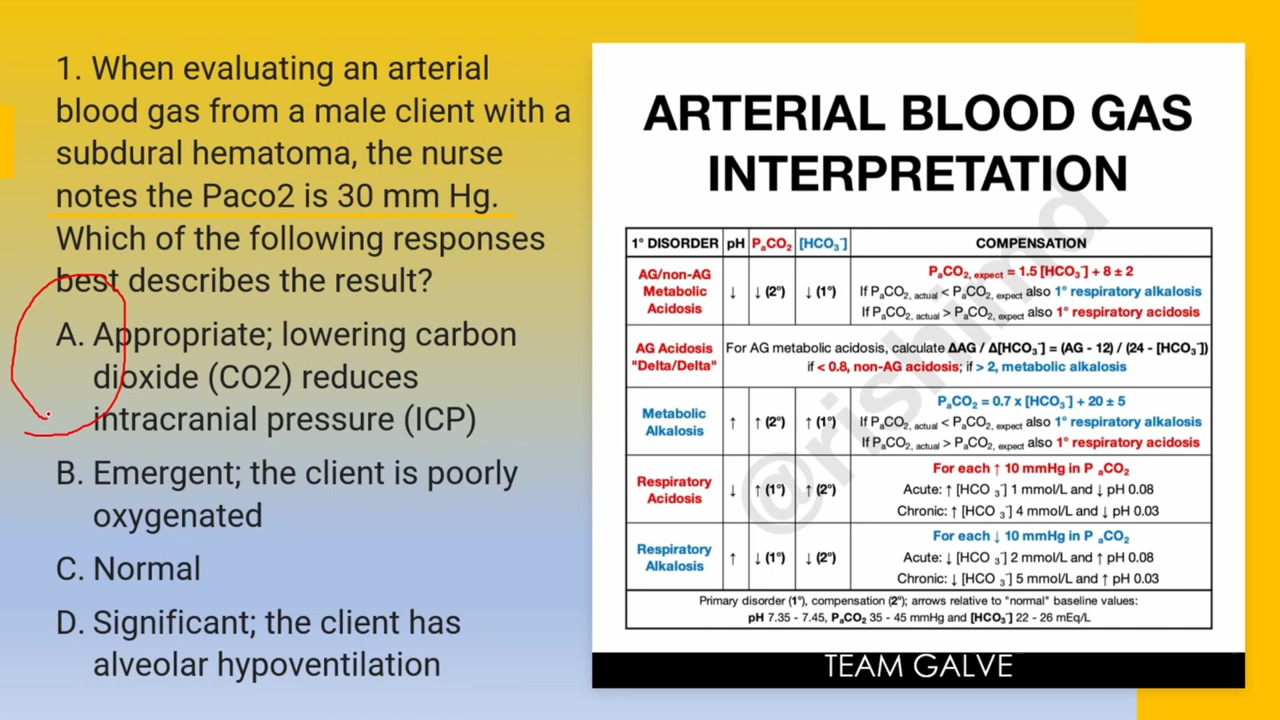 1. When evaluating an arterial
blood gas from a male client with a
subdural hematoma, the nurse
notes the Paco2 is 30 mm Hg.
Which of the following responses
best describes the result?
A. Appropriate; lowering carbon
dioxide (CO2) reduces
intracranial pressure (ICP)
B. Emergent; the client is poorly
oxygenated
C. Normal
D. Significant; the client has
alveolar hypoventilation
ARTERIAL BLOOD GAS
INTERPRETATION
1° DISORDER pH PaCO2 [HCO3-] COMPENSATION
AG/non-AG
Metabolic
Acidosis
↓ ↓ (2°) ↓ (1°)
PaCO2, expect = 1.5 [HCO3-] + 8 ± 2
If PaCO2, actual < PaCO2, expect also 1° respiratory alkalosis
If PaCO2, actual > PaCO2, expect also 1° respiratory acidosis
AG Acidosis
"Delta/Delta"
For AG metabolic acidosis, calculate ΔAG / Δ[HCO3-] = (AG - 12) / (24 - [HCO3-])
if < 0.8, non-AG acidosis; if > 2, metabolic alkalosis
Metabolic
Alkalosis
↑ ↑ (2°) ↑ (1°)
PaCO2 = 0.7 x [HCO3-] + 20 ± 5
If PaCO2, actual < PaCO2, expect also 1° respiratory alkalosis
If PaCO2, actual > PaCO2, expect also 1° respiratory acidosis
Respiratory
Acidosis
↓ ↑ (1°) ↑ (2°)
For each ↑ 10 mmHg in P aCO2
Acute: ↑ [HCO 3-] 1 mmol/L and ↓ pH 0.08
Chronic: ↑ [HCO 3-] 4 mmol/L and ↓ pH 0.03
Respiratory
Alkalosis
↑ ↓ (1°) ↓ (2°)
For each ↓ 10 mmHg in P aCO2
Acute: ↓ [HCO 3-] 2 mmol/L and ↑ pH 0.08
Chronic: ↓ [HCO 3-] 5 mmol/L and ↑ pH 0.03
Primary disorder (1°), compensation (2°); arrows relative to "normal" baseline values:
pH 7.35 - 7.45, PaCO2 35 - 45 mmHg and [HCO3-] 22 - 26 mEq/L
@rishimd
TEAM GALVE